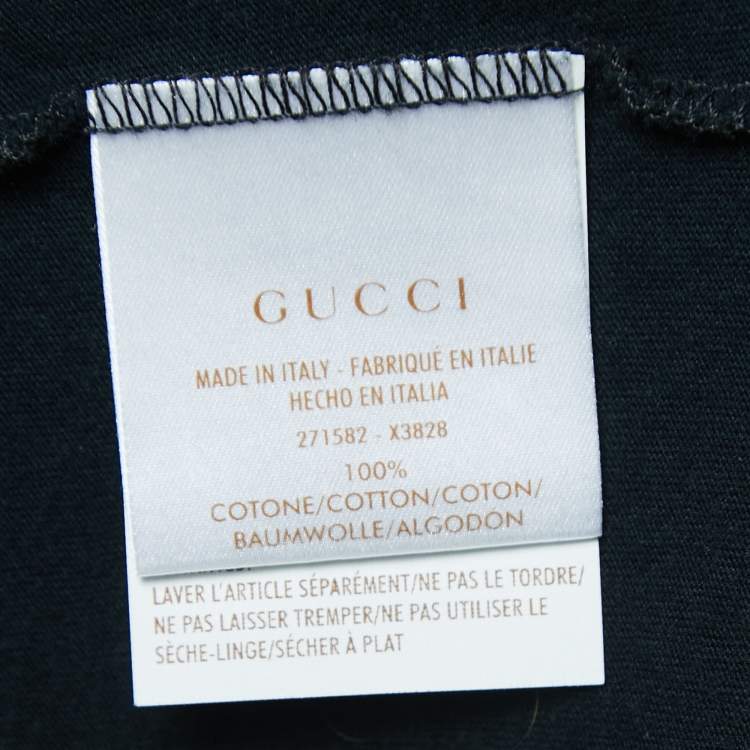 GUCCI
MADE IN ITALY - FABRIQUÉ EN ITALIE
HECHO EN ITALIA
271582 - X3828
100%
COTONE/COTTON/COTON/
BAUMWOLLE/ALGODON
LAVER L'ARTICLE SÉPARÉMENT/NE PAS LE TORDRE/
NE PAS LAISSER TREMPER/NE PAS UTILISER LE
SÈCHE-LINGE/SÉCHER À PLAT